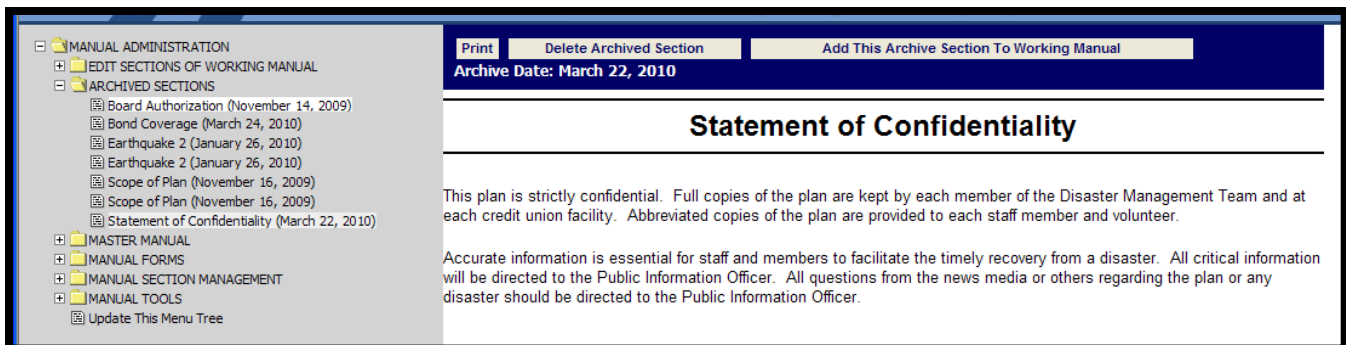 MANUAL ADMINISTRATION
EDIT SECTIONS OF WORKING MANUAL
ARCHIVED SECTIONS
Board Authorization (November 14, 2009)
Bond Coverage (March 24, 2010)
Earthquake 2 (January 26, 2010)
Earthquake 2 (January 26, 2010)
Scope of Plan (November 16, 2009)
Scope of Plan (November 16, 2009)
Statement of Confidentiality (March 22, 2010)
MASTER MANUAL
MANUAL FORMS
MANUAL SECTION MANAGEMENT
MANUAL TOOLS
Update This Menu Tree
Print Delete Archived Section Add This Archive Section To Working Manual
Archive Date: March 22, 2010
Statement of Confidentiality
This plan is strictly confidential. Full copies of the plan are kept by each member of the Disaster Management Team and at
each credit union facility. Abbreviated copies of the plan are provided to each staff member and volunteer.
Accurate information is essential for staff and members to facilitate the timely recovery from a disaster. All critical information
will be directed to the Public Information Officer. All questions from the news media or others regarding the plan or any
disaster should be directed to the Public Information Officer.